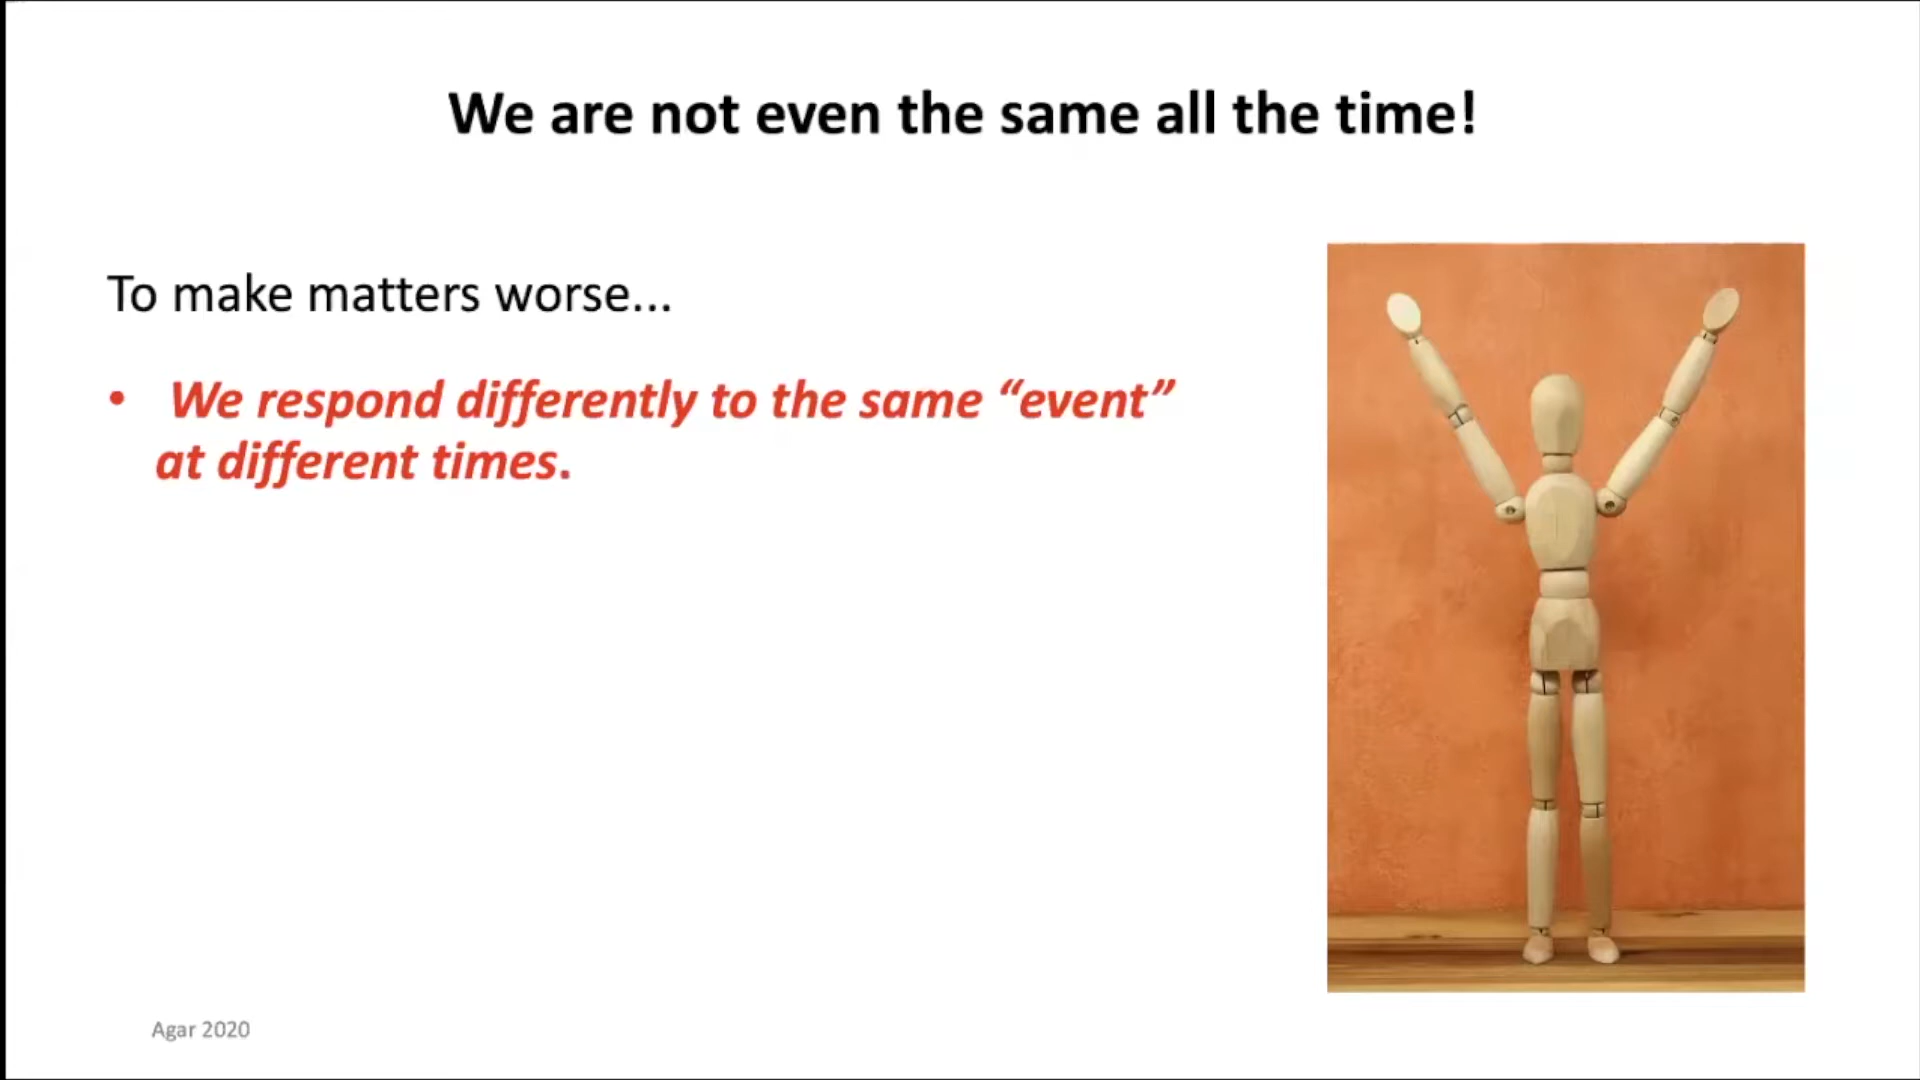 We are not even the same all the time!
To make matters worse...
• We respond differently to the same “event”
at different times.
Agar 2020